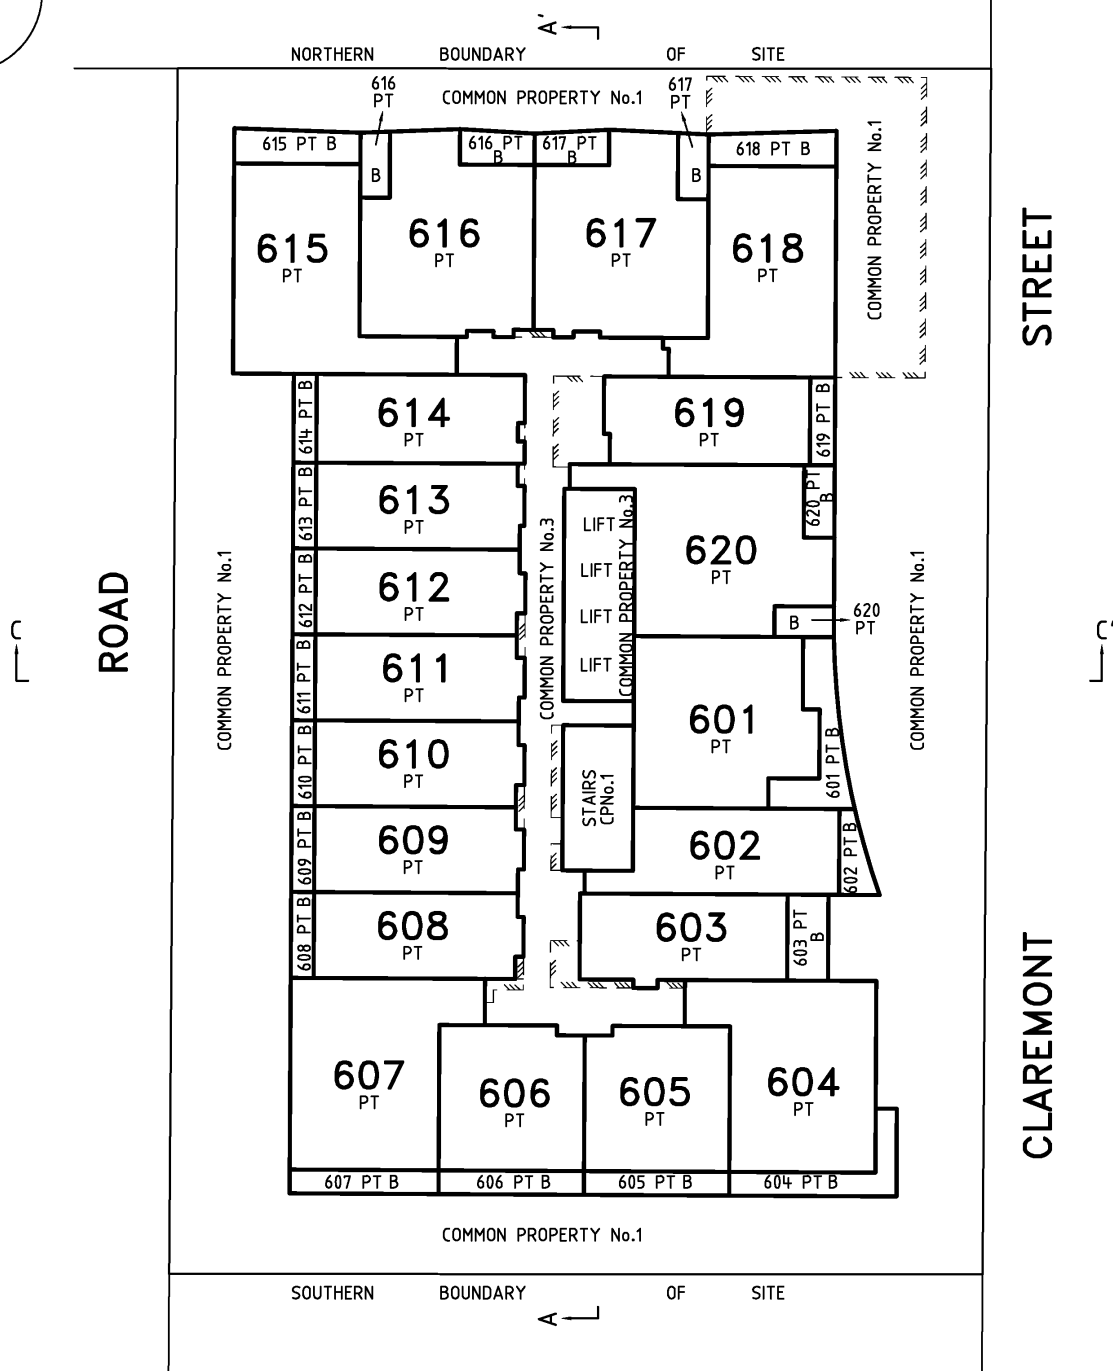 A'
NORTHERN BOUNDARY OF SITE
616
PT
COMMON PROPERTY No.1
617
PT
615 PT B
616 PT
B
617 PT
B
618 PT B
B
B
615
PT
616
PT
617
PT
618
PT
COMMON PROPERTY No.1
STREET
614 PT B
614
PT
619
PT
619 PT B
613 PT B
613
PT
620 PT
B
LIFT
LIFT
LIFT
LIFT
COMMON PROPERTY No.3
COMMON PROPERTY No.3
620
PT
612 PT B
612
PT
B
620
PT
ROAD
COMMON PROPERTY No.1
COMMON PROPERTY No.1
C
C'
611 PT B
611
PT
601
PT
601 PT B
610 PT B
610
PT
STAIRS
CPNo.1
609 PT B
609
PT
602
PT
602 PT B
608 PT B
608
PT
603
PT
603 PT
B
CLAREMONT
607
PT
606
PT
605
PT
604
PT
607 PT B
606 PT B
605 PT B
604 PT B
COMMON PROPERTY No.1
SOUTHERN BOUNDARY OF SITE
A